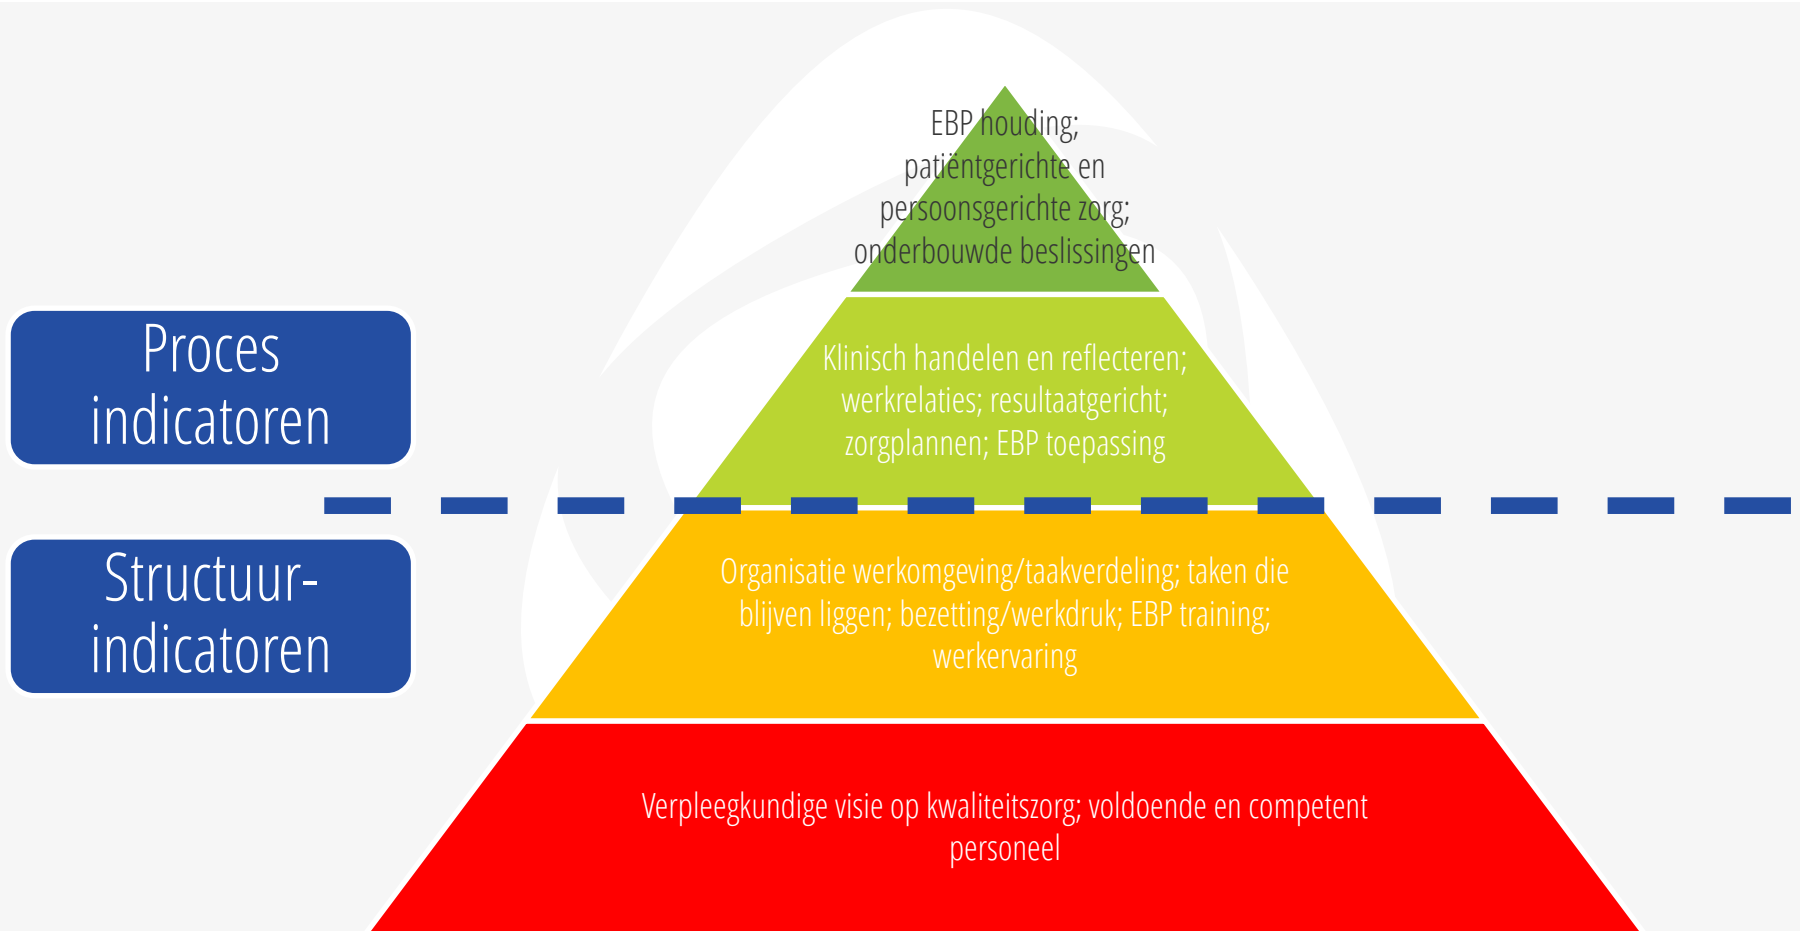 EBP houding;
patiëntgerichte en
persoonsgerichte zorg;
onderbouwde beslissingen
Proces
indicatoren
Klinisch handelen en reflecteren;
werkrelaties; resultaatgericht;
zorgplannen; EBP toepassing
Structuur-
indicatoren
Organisatie werkomgeving/taakverdeling; taken die
blijven liggen; bezetting/werkdruk; EBP training;
werkervaring
Verpleegkundige visie op kwaliteitszorg; voldoende en competent
personeel